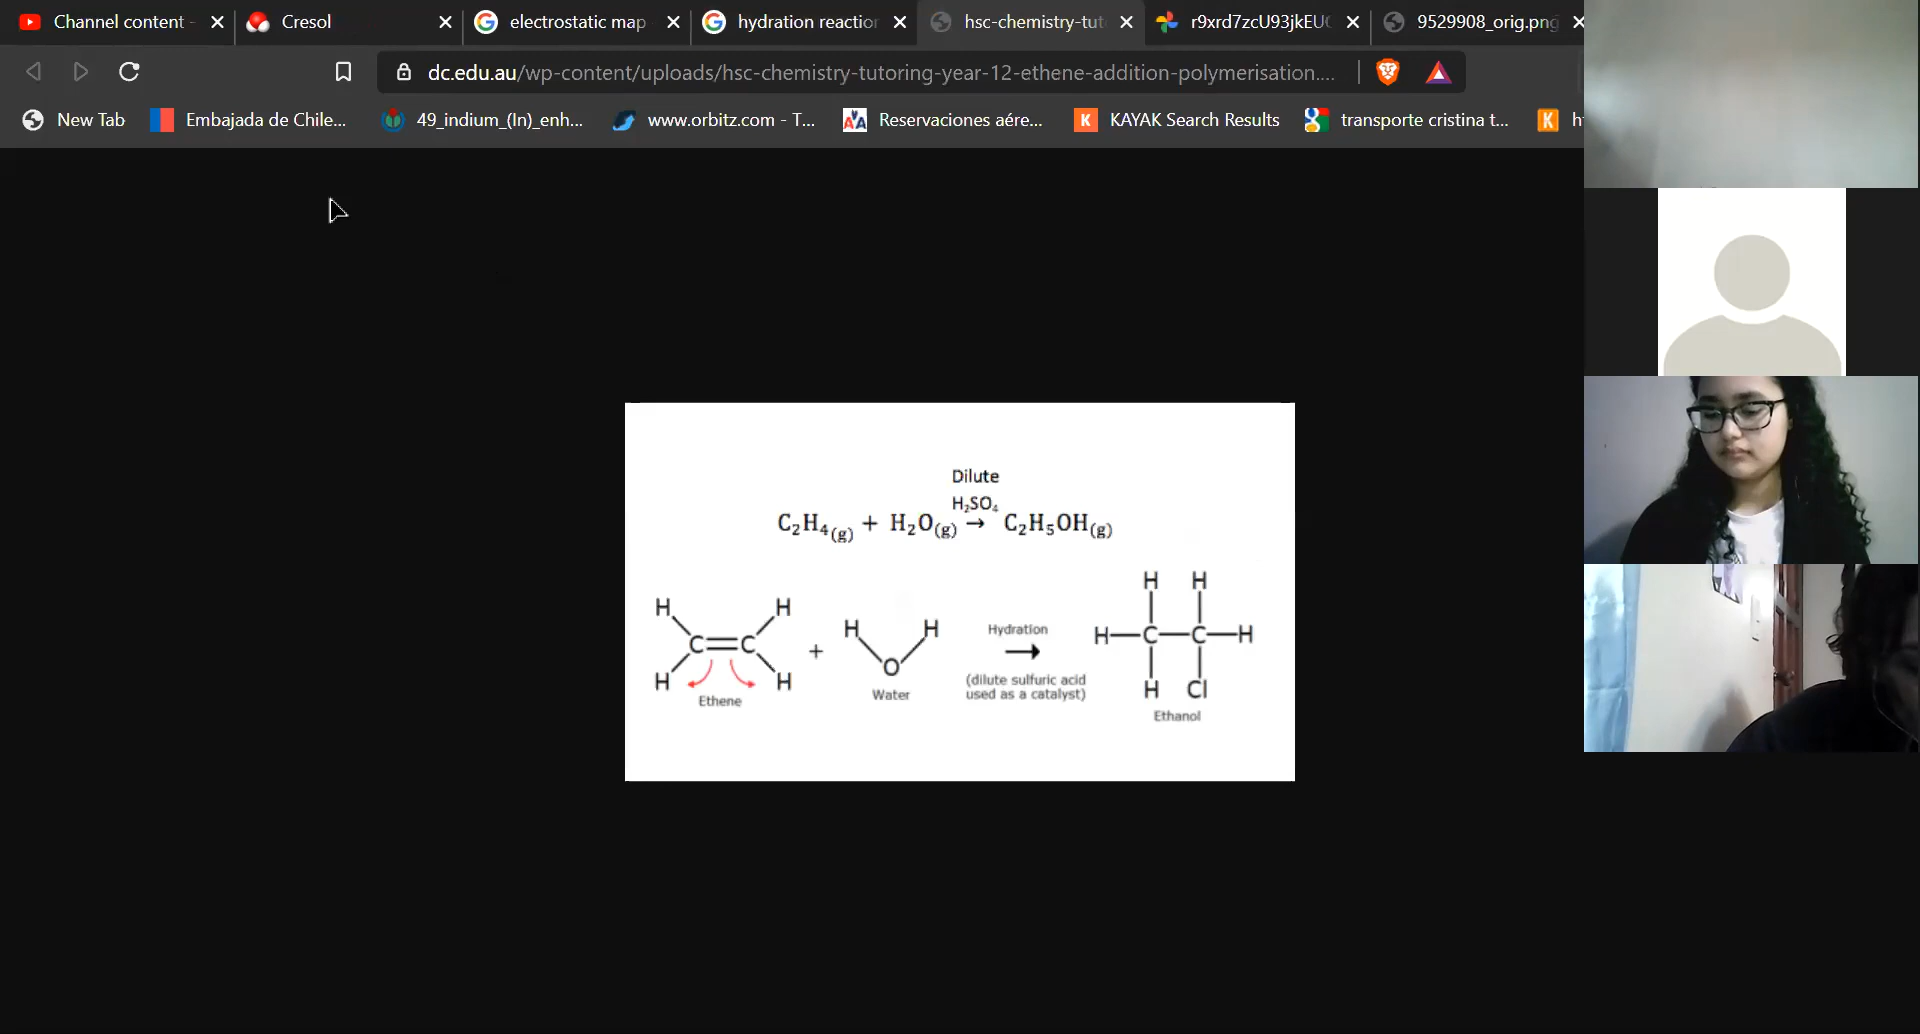 Channel content -
Cresol
electrostatic map
hydration reaction
hsc-chemistry-tut
r9xrd7zcU93jkEU
9529908_orig.png
dc.edu.au/wp-content/uploads/hsc-chemistry-tutoring-year-12-ethene-addition-polymerisation....
New Tab
Embajada de Chile...
49_indium_(In)_enh...
www.orbitz.com - T...
Reservaciones aére...
KAYAK Search Results
transporte cristina t...
Dilute
H₂SO₄
C₂H₄(g) + H₂O(g) → C₂H₅OH(g)
H H
C=C
H H
Ethene
+
H H
O
Water
Hydration
→
(dilute sulfuric acid
used as a catalyst)
H H
H—C—C—H
H Cl
Ethanol